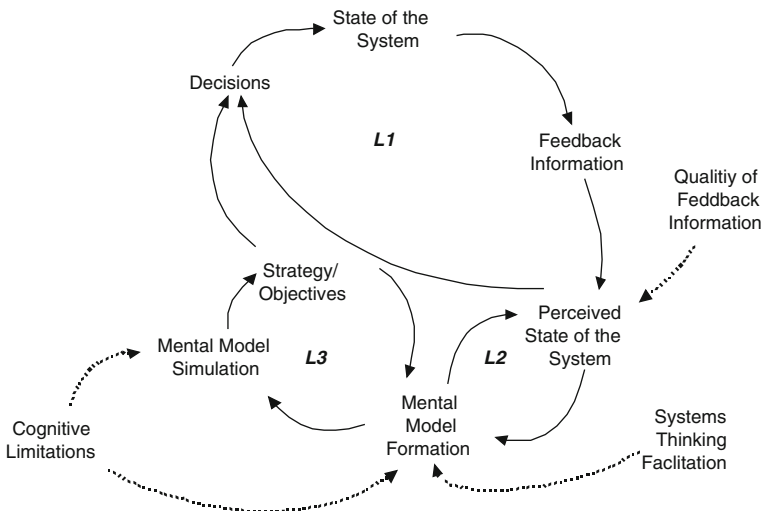 State of the
System
Decisions
L1
Feedback
Information
Qualitiy of
Feddback
Information
Strategy/
Objectives
Perceived
State of the
System
Mental Model
Simulation
L3
L2
Mental
Model
Formation
Cognitive
Limitations
Systems
Thinking
Faclitation